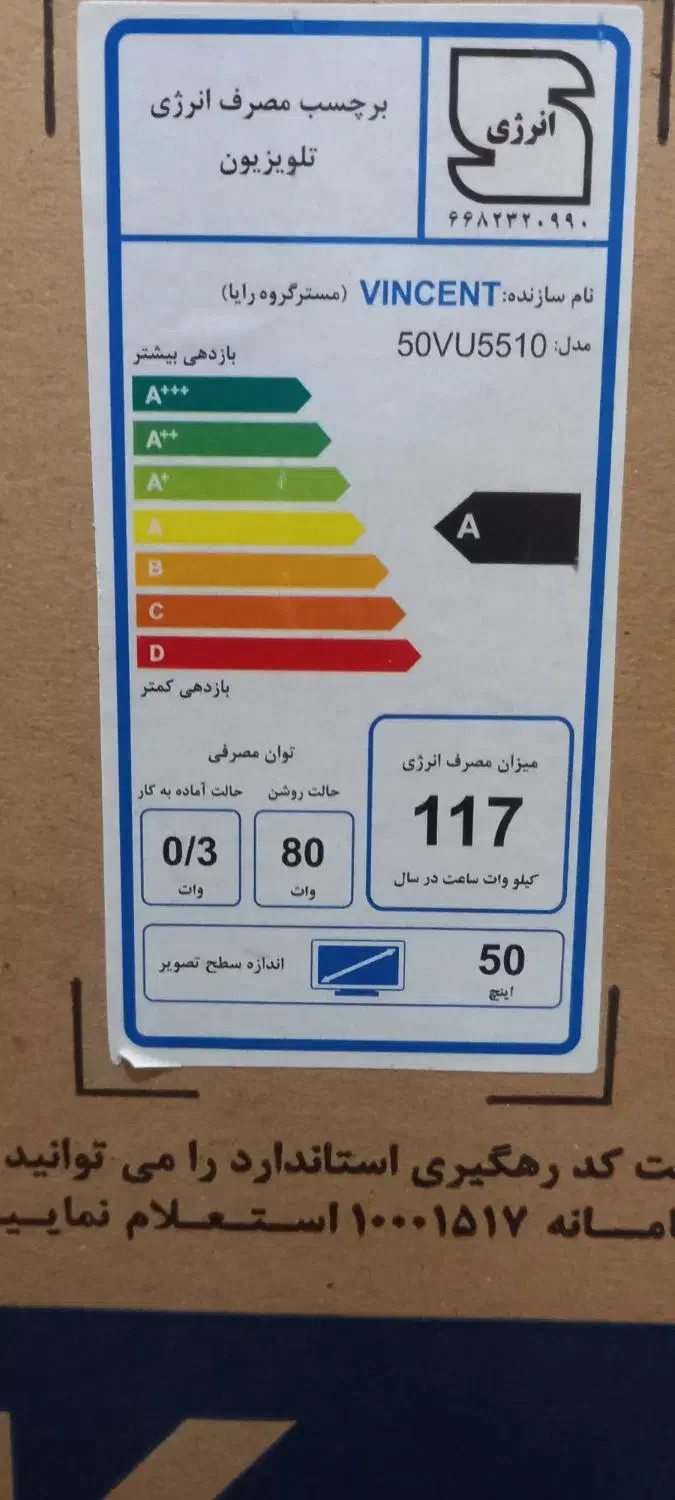 برچسب مصرف انرژی
تلویزیون
انرژی
۶۶۸۲۳۲۰۹۹۰
نام سازنده: VINCENT (مسترگروه رایا)
مدل: 50VU5510
بازدهی بیشتر
A+++
A++
A+
A
A
B
C
D
بازدهی کمتر
میزان مصرف انرژی
117
کیلو وات ساعت در سال
توان مصرفی
حالت روشن
80
وات
حالت آماده به کار
0/3
وات
50
اینچ
اندازه سطح تصویر
کد رهگیری استاندارد را می توانید
۱۰۰۰۱۵۱۷ استعلام